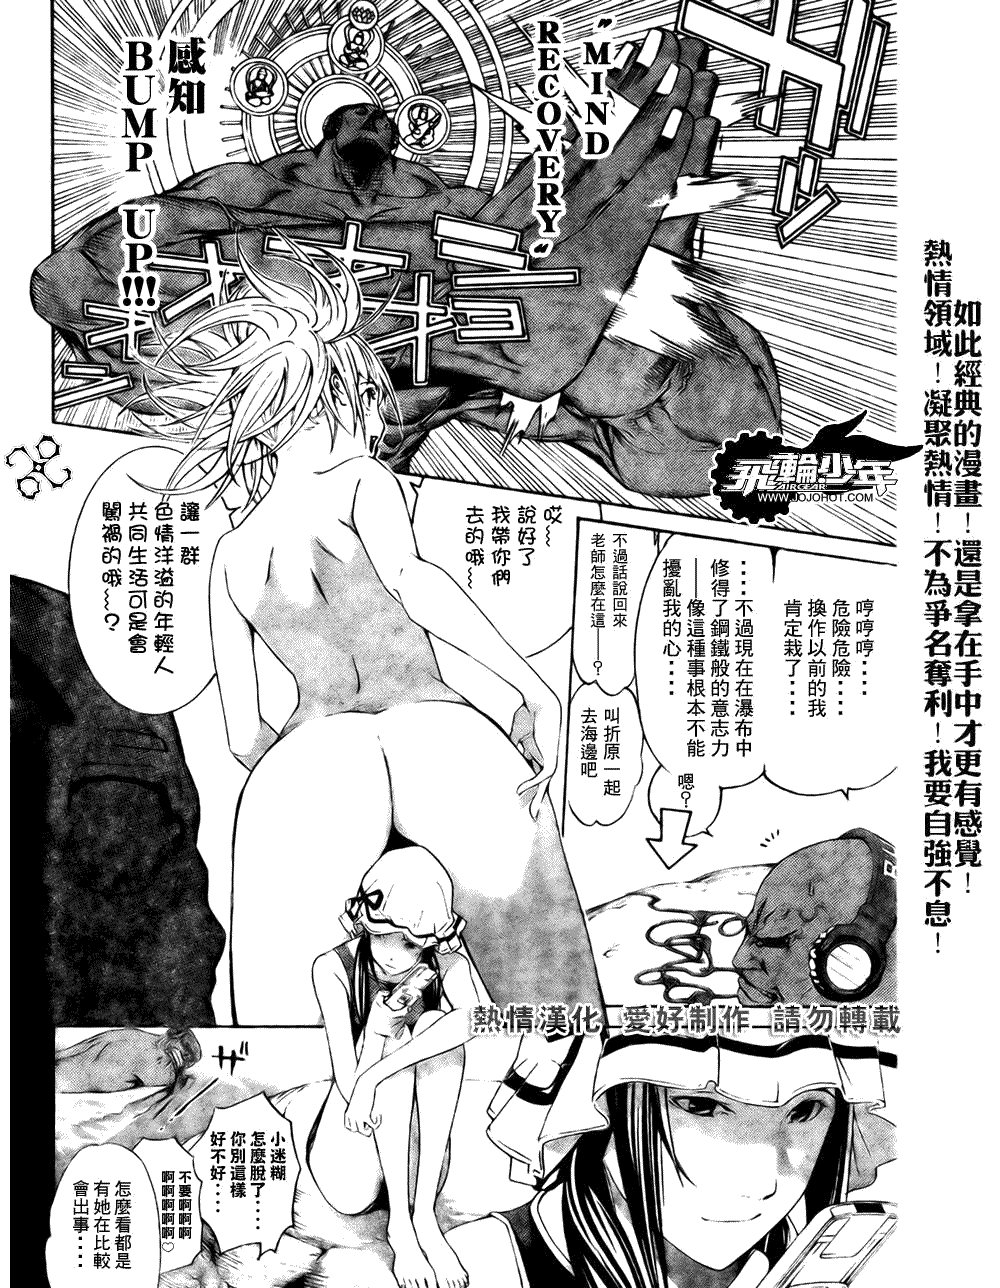 "MIND
RECOVERY"
感知
BUMP UP!!!
オオオオ
飛輪少年
AIRGEAR
WWW.JOJOHOT.COM
如此經典的漫畫！還是拿在手中才更有感覺！
熱情領域！凝聚熱情！不為爭名奪利！我要自強不息！
哼哼哼‥‥
危險危險‥‥
換作以前的我
肯定栽了‥‥
‥‥不過現在在瀑布中
修得了鋼鐵般的意志力
——像這種事根本不能
擾亂我的心‥‥
嗯？
不過話說回來
老師怎麼在這——？
叫折原一起
去海邊吧
哎～～
說好了
我帶你們
去的哦～～
讓一群
色情洋溢的年輕人
共同生活可是會
闖禍的哦～？
熱情漢化 愛好制作 請勿轉載
小迷糊
怎麼脫了‥‥
你別這樣
好不好‥‥
不要啊啊啊
啊啊啊啊啊♡
怎麼看都是
有她在比較
會出事‥‥